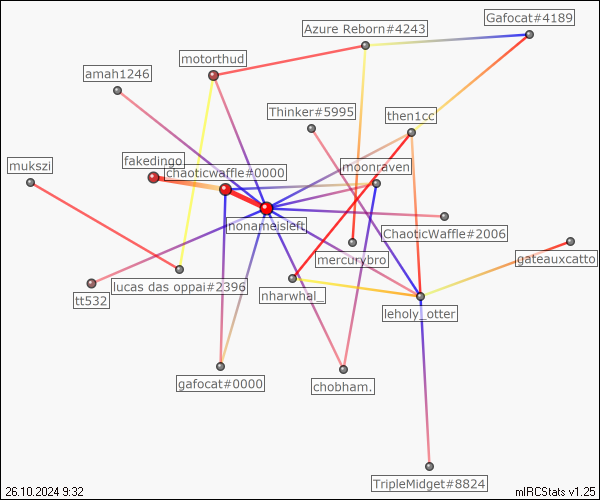 Gafocat#4189
Azure Reborn#4243
motorthud
amah1246
Thinker#5995
then1cc
fakedingo
mukszi
moonraven
chaoticwaffle#0000
nonameisleft
ChaoticWaffle#2006
mercurybro
gateauxcatto
lucas das oppai#2396
tt532
nharwhal_
leholy_otter
gafocat#0000
chobham.
TripleMidget#8824
26.10.2024 9:32
mIRCStats v1.25